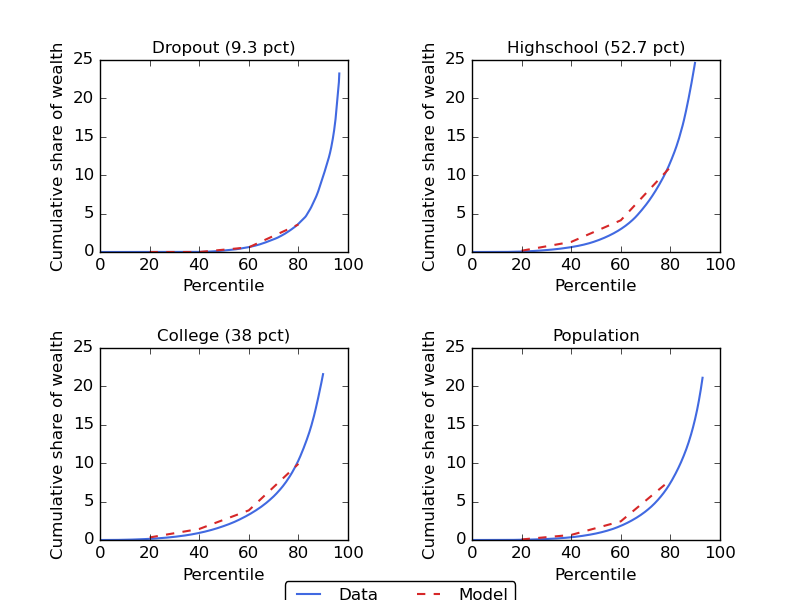 Dropout (9.3 pct)
Cumulative share of wealth
25
20
15
10
5
0
0 20 40 60 80 100
Percentile
Highschool (52.7 pct)
Cumulative share of wealth
25
20
15
10
5
0
0 20 40 60 80 100
Percentile
College (38 pct)
Cumulative share of wealth
25
20
15
10
5
0
0 20 40 60 80 100
Percentile
Population
Cumulative share of wealth
25
20
15
10
5
0
0 20 40 60 80 100
Percentile
Data Model